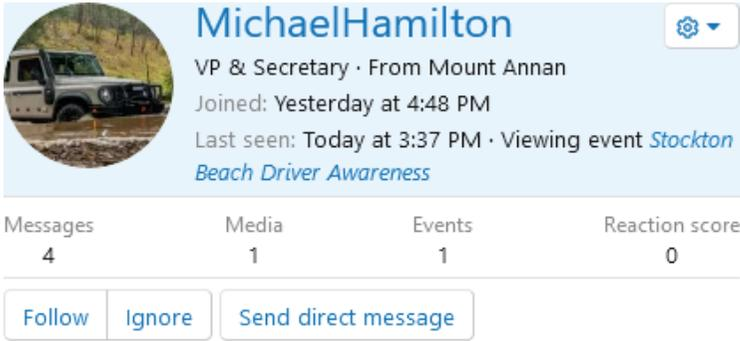 MichaelHamilton
VP & Secretary · From Mount Annan
Joined: Yesterday at 4:48 PM
Last seen: Today at 3:37 PM · Viewing event Stockton
Beach Driver Awareness
Messages Media Events Reaction score
4 1 1 0
Follow Ignore Send direct message